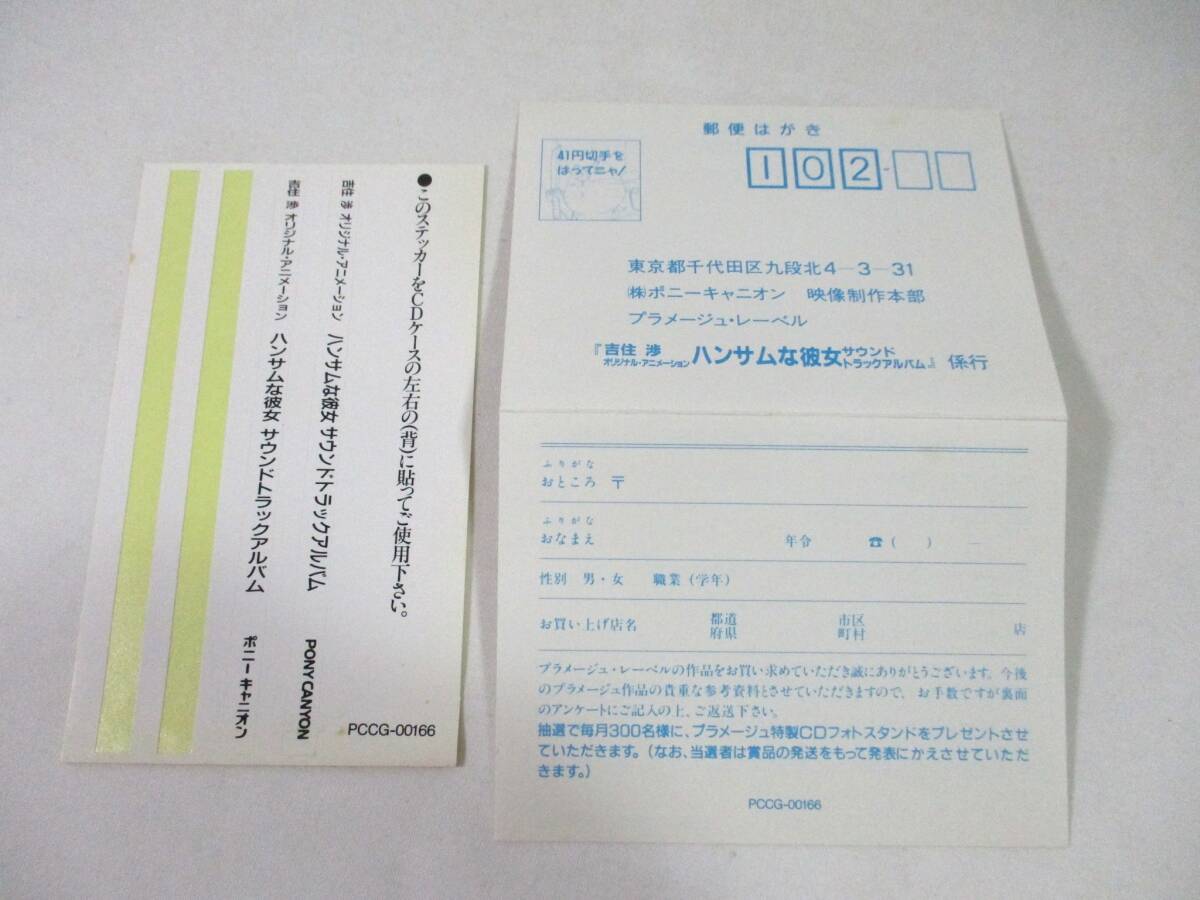 ●このステッカーをCDケースの左右の(背)に貼ってご使用下さい。
吉住 渉 オリジナル・アニメーション ハンサムな彼女 サウンドトラックアルバム PONY CANYON
吉住 渉 オリジナル・アニメーション ハンサムな彼女 サウンドトラックアルバム ポニーキャニオン
PCCG-00166
郵便はがき
41円切手を
はってニャ!
102-
東京都千代田区九段北4-3-31
㈱ポニーキャニオン 映像制作本部
プラメージュ・レーベル
『吉住 渉 オリジナル・アニメーション ハンサムな彼女 サウンドトラックアルバム』係行
ふりがな
おところ 〒
ふりがな
おなまえ 年令 ☎( ) ―
性別 男・女 職業(学年)
お買い上げ店名 都道府県 市区町村 店
プラメージュ・レーベルの作品をお買い求めていただき誠にありがとうございます。今後
のプラメージュ作品の貴重な参考資料とさせていただきますので、お手数ですが裏面
のアンケートにご記入の上、ご返送下さい。
抽選で毎月300名様に、プラメージュ特製CDフォトスタンドをプレゼントさせ
ていただきます。(なお、当選者は賞品の発送をもって発表にかえさせていただ
きます。)
PCCG-00166